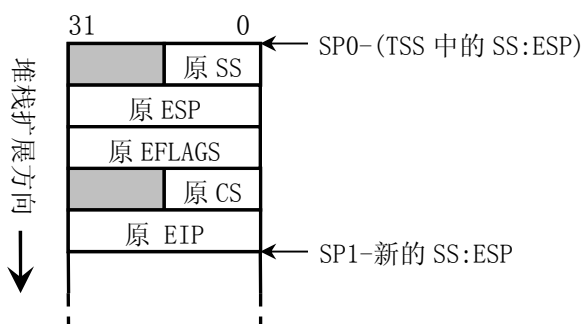 31 0
SP0-(TSS 中的 SS:ESP)
原 SS
原 ESP
原 EFLAGS
原 CS
原 EIP
SP1-新的 SS:ESP
堆栈扩展方向